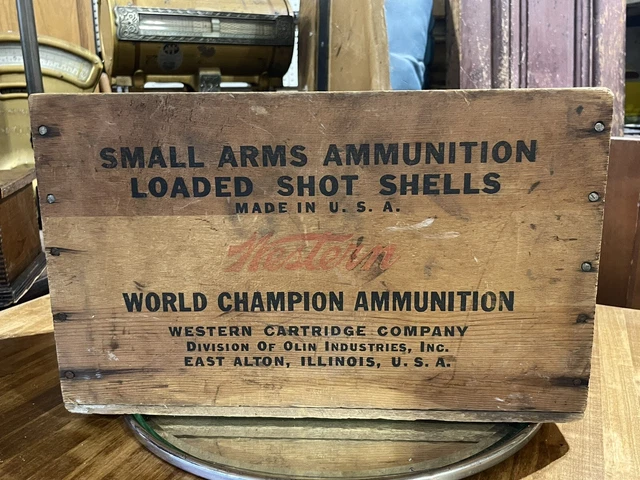 SMALL ARMS AMMUNITION
LOADED SHOT SHELLS
MADE IN U. S. A.
Western
WORLD CHAMPION AMMUNITION
WESTERN CARTRIDGE COMPANY
DIVISION OF OLIN INDUSTRIES, INC.
EAST ALTON, ILLINOIS, U. S. A.